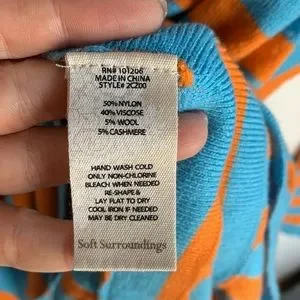 RN# 101206
MADE IN CHINA
STYLE# 2CZ00
50% NYLON
40% VISCOSE
5% WOOL
5% CASHMERE
HAND WASH COLD
ONLY NON-CHLORINE
BLEACH WHEN NEEDED
RE-SHAPE &
LAY FLAT TO DRY
COOL IRON IF NEEDED
MAY BE DRY CLEANED
Soft Surroundings